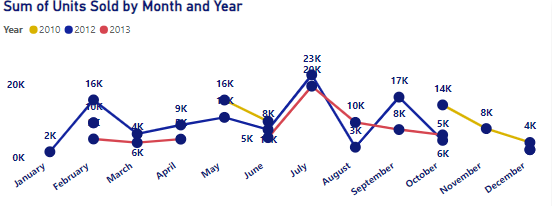 Sum of Units Sold by Month and Year
Year 2010 2012 2013
20K
0K
2K
16K
10K
4K
6K
9K
16K
5K
8K
23K
20K
10K
3K
17K
8K
14K
5K
6K
8K
4K
January
February
March
April
May
June
July
August
September
October
November
December